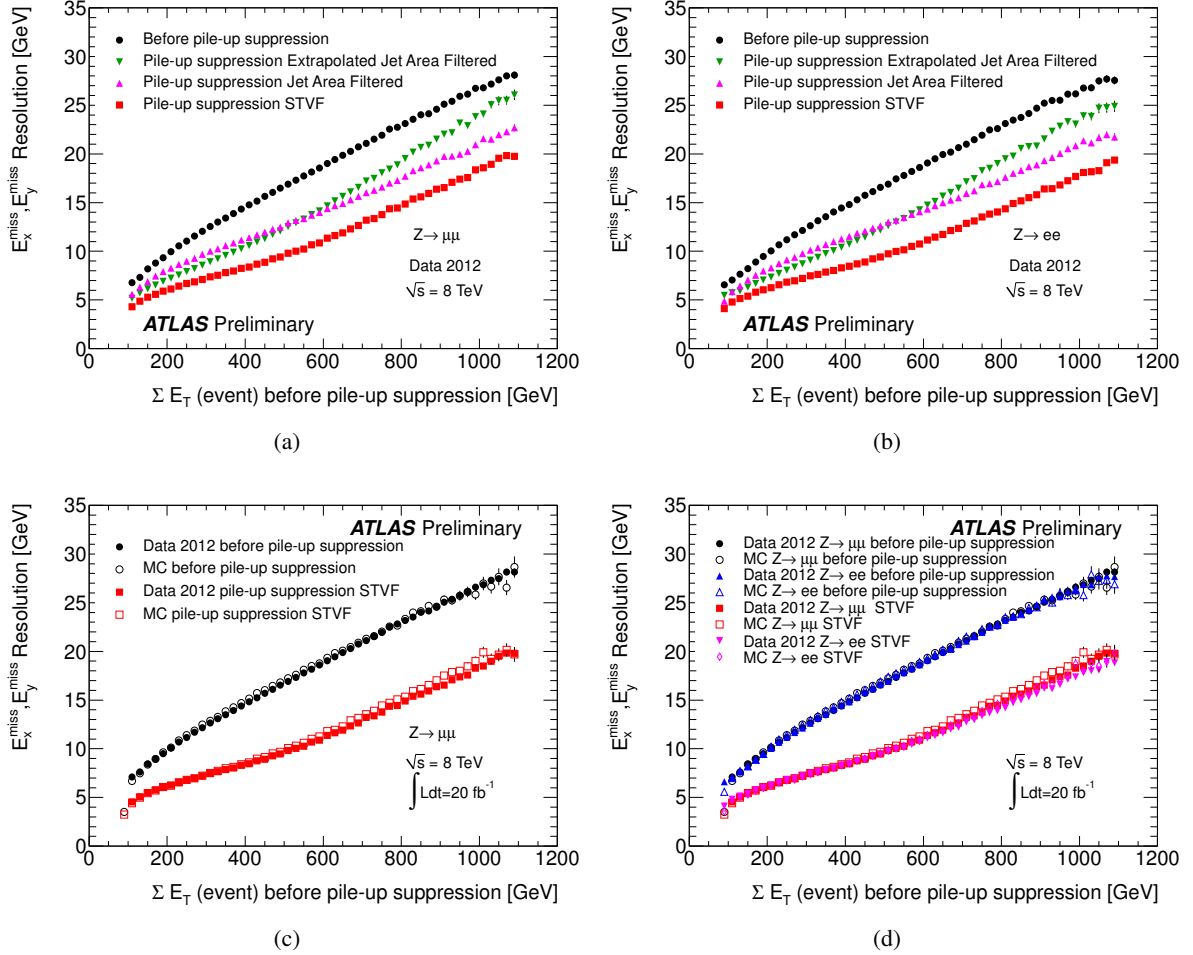 E_x^miss, E_y^miss Resolution [GeV]
35
30
25
20
15
10
5
0
Before pile-up suppression
Pile-up suppression Extrapolated Jet Area Filtered
Pile-up suppression Jet Area Filtered
Pile-up suppression STVF
Z→ μμ
Data 2012
√s = 8 TeV
ATLAS Preliminary
0 200 400 600 800 1000 1200
Σ E_T (event) before pile-up suppression [GeV]
(a)
E_x^miss, E_y^miss Resolution [GeV]
35
30
25
20
15
10
5
0
Before pile-up suppression
Pile-up suppression Extrapolated Jet Area Filtered
Pile-up suppression Jet Area Filtered
Pile-up suppression STVF
Z→ ee
Data 2012
√s = 8 TeV
ATLAS Preliminary
0 200 400 600 800 1000 1200
Σ E_T (event) before pile-up suppression [GeV]
(b)
E_x^miss, E_y^miss Resolution [GeV]
35
30
25
20
15
10
5
0
ATLAS Preliminary
Data 2012 before pile-up suppression
MC before pile-up suppression
Data 2012 pile-up suppression STVF
MC pile-up suppression STVF
Z→ μμ
√s = 8 TeV
∫ Ldt=20 fb^-1
0 200 400 600 800 1000 1200
Σ E_T (event) before pile-up suppression [GeV]
(c)
E_x^miss, E_y^miss Resolution [GeV]
35
30
25
20
15
10
5
0
ATLAS Preliminary
Data 2012 Z→ μμ before pile-up suppression
MC Z→ μμ before pile-up suppression
Data 2012 Z→ ee before pile-up suppression
MC Z→ ee before pile-up suppression
Data 2012 Z→ μμ STVF
MC Z→ μμ STVF
Data 2012 Z→ ee STVF
MC Z→ ee STVF
√s = 8 TeV
∫ Ldt=20 fb^-1
0 200 400 600 800 1000 1200
Σ E_T (event) before pile-up suppression [GeV]
(d)